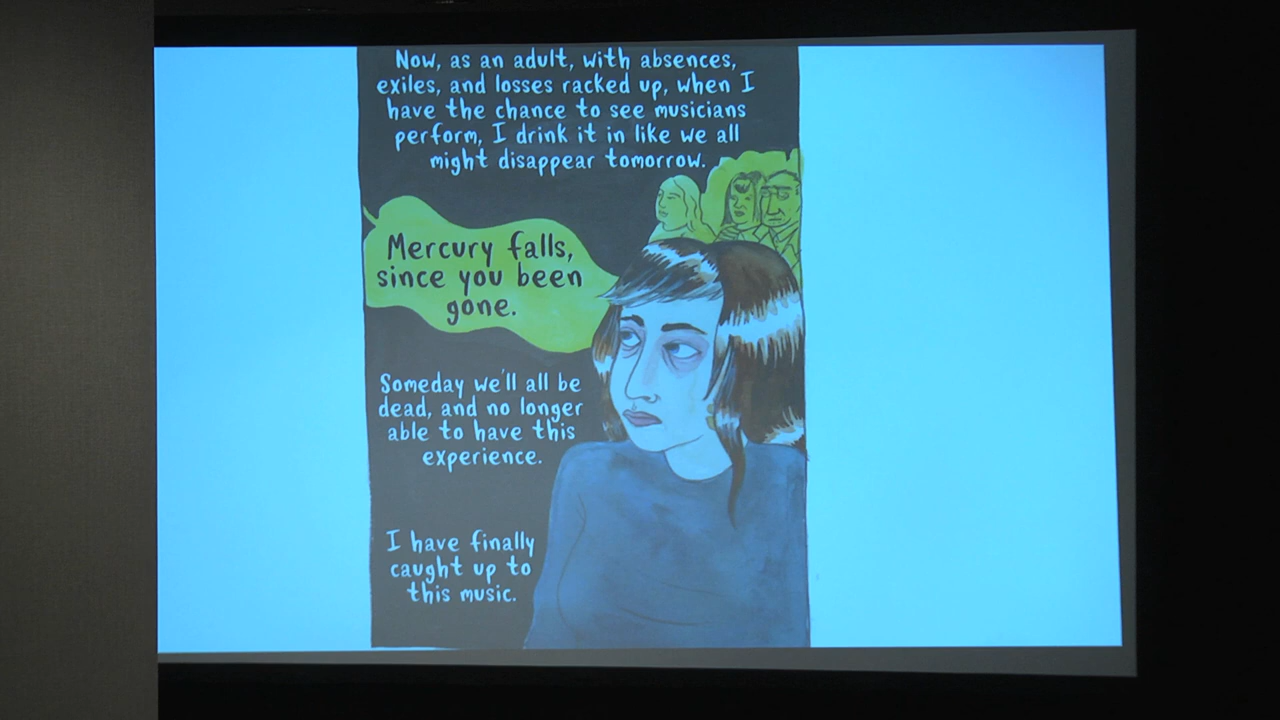 Now, as an adult, with absences,
exiles, and losses racked up, when I
have the chance to see musicians
perform, I drink it in like we all
might disappear tomorrow.
Mercury falls,
since you been
gone.
Someday we'll all be
dead, and no longer
able to have this
experience.
I have finally
caught up to
this music.